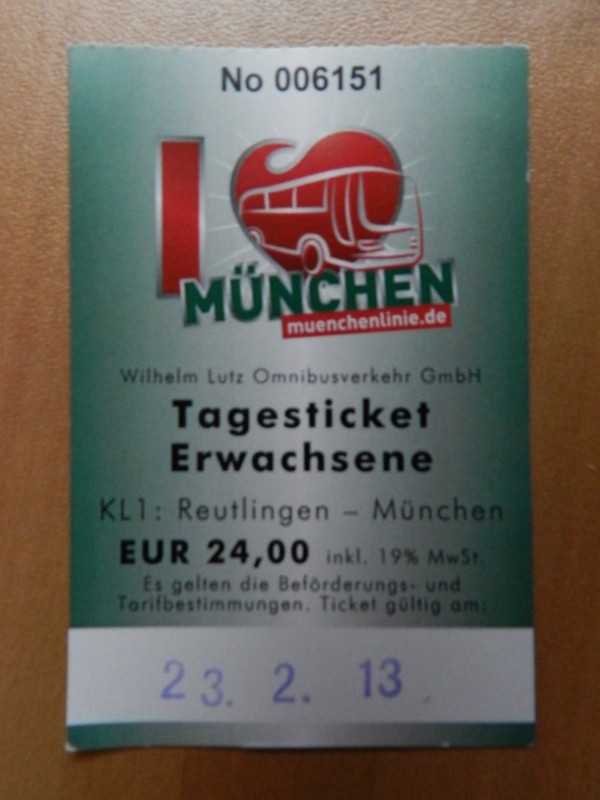 No 006151
I
MÜNCHEN
muenchenlinie.de
Wilhelm Lutz Omnibusverkehr GmbH
Tagesticket
Erwachsene
KL1: Reutlingen – München
EUR 24,00 inkl. 19% MwSt.
Es gelten die Beförderungs- und
Tarifbestimmungen. Ticket gültig am:
23. 2. 13